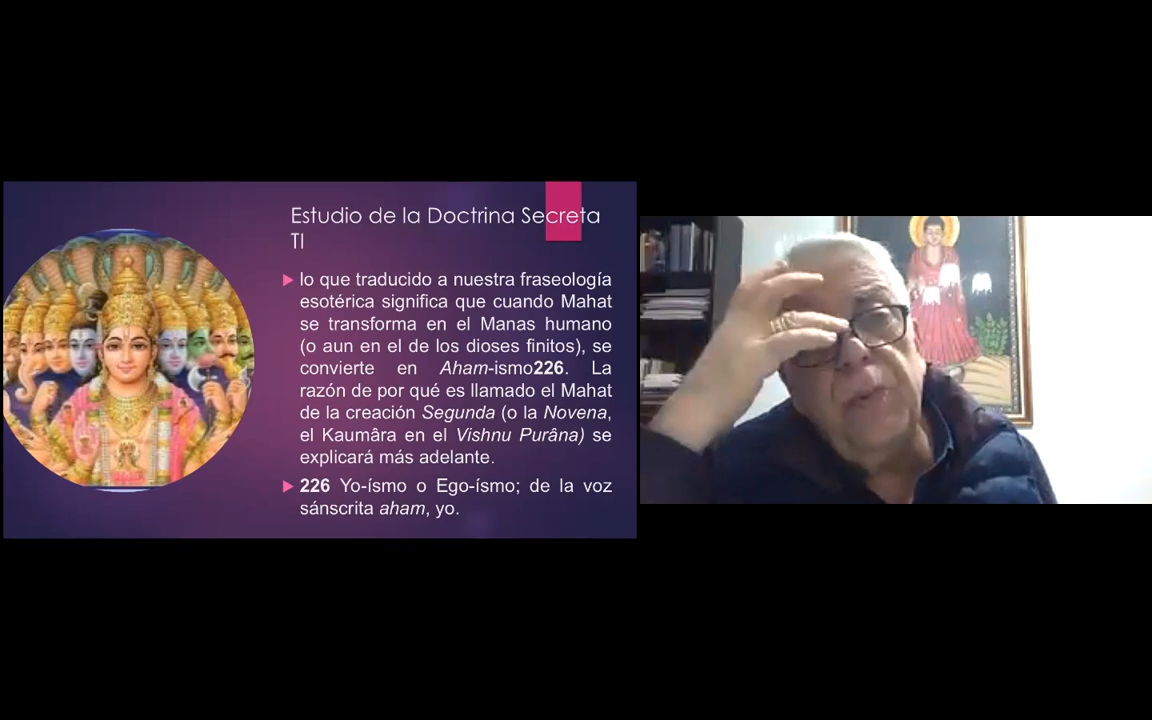 Estudio de la Doctrina Secreta
TI
lo que traducido a nuestra fraseología
esotérica significa que cuando Mahat
se transforma en el Manas humano
(o aun en el de los dioses finitos), se
convierte en Aham-ismo226. La
razón de por qué es llamado el Mahat
de la creación Segunda (o la Novena,
el Kaumâra en el Vishnu Purâna) se
explicará más adelante.
226 Yo-ísmo o Ego-ísmo; de la voz
sánscrita aham, yo.